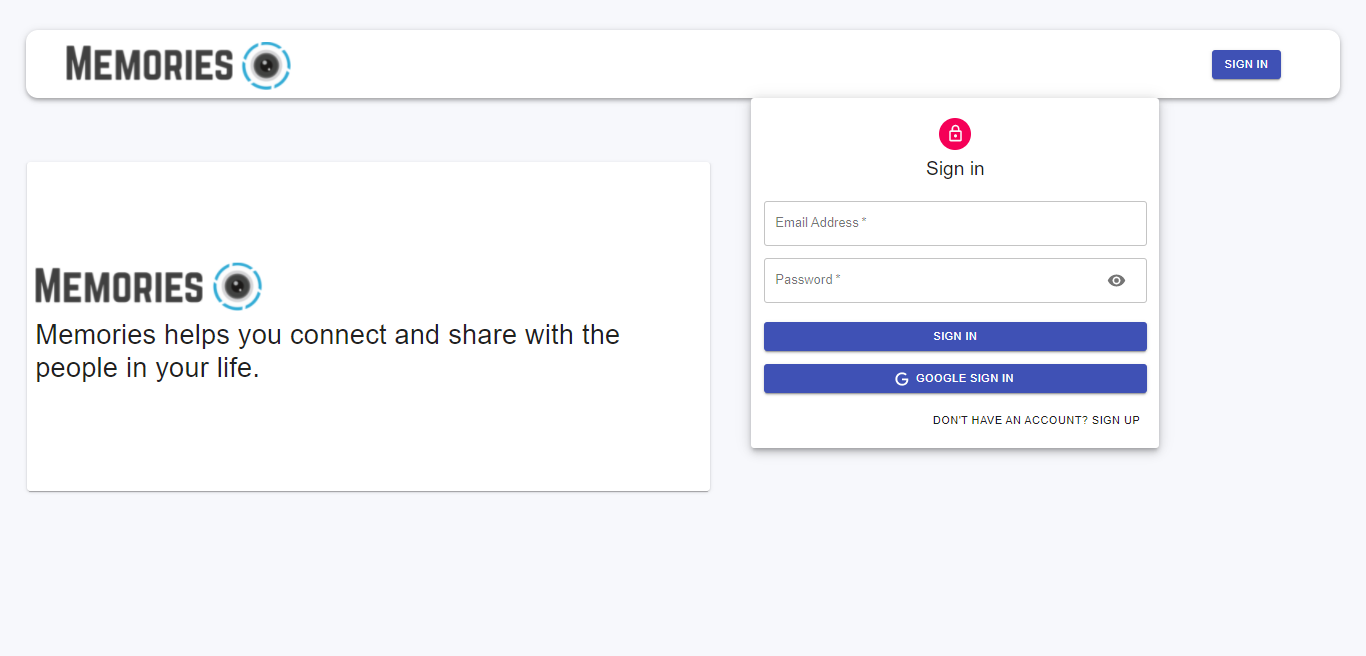 MEMORIES
SIGN IN
MEMORIES
Memories helps you connect and share with the
people in your life.
Sign in
Email Address *
Password *
SIGN IN
GOOGLE SIGN IN
DON'T HAVE AN ACCOUNT? SIGN UP